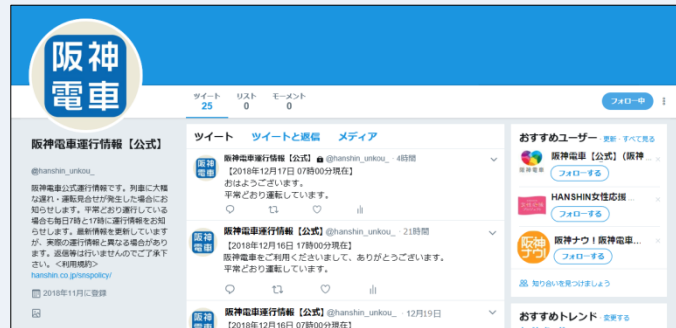 阪神
電車
ツイート
25
リスト
0
モーメント
0
フォロー中
阪神電車運行情報【公式】
@hanshin_unkou_
阪神電車公式運行情報です。列車に大幅
な遅れ・運転見合せが発生した場合にお
知らせします。平常どおり運行している
場合も毎日7時と17時に運行情報をお知
らせします。最新情報を更新しています
が、実際の運行情報と異なる場合があり
ます。返信等は行いませんのでご了承下
さい。<利用規約>
hanshin.co.jp/snspolicy/
2018年11月に登録
ツイート ツイートと返信 メディア
阪神電車運行情報【公式】 @hanshin_unkou_ · 4時間
【2018年12月17日 07時00分現在】
おはようございます。
平常どおり運転しています。
阪神電車運行情報【公式】 @hanshin_unkou_ · 21時間
【2018年12月16日 17時00分現在】
阪神電車をご利用くださいまして、ありがとうございます。
平常どおり運転しています。
阪神電車運行情報【公式】 @hanshin_unkou_ · 12月19日
【2018年12月16日 07時00分現在】
おすすめユーザー · 更新 · すべて見る
阪神電車【公式】(阪神 ...
フォローする
HANSHIN女性応援...
フォローする
阪神ナウ！阪神電車...
フォローする
知り合いを見つけましょう
おすすめトレンド · 変更する